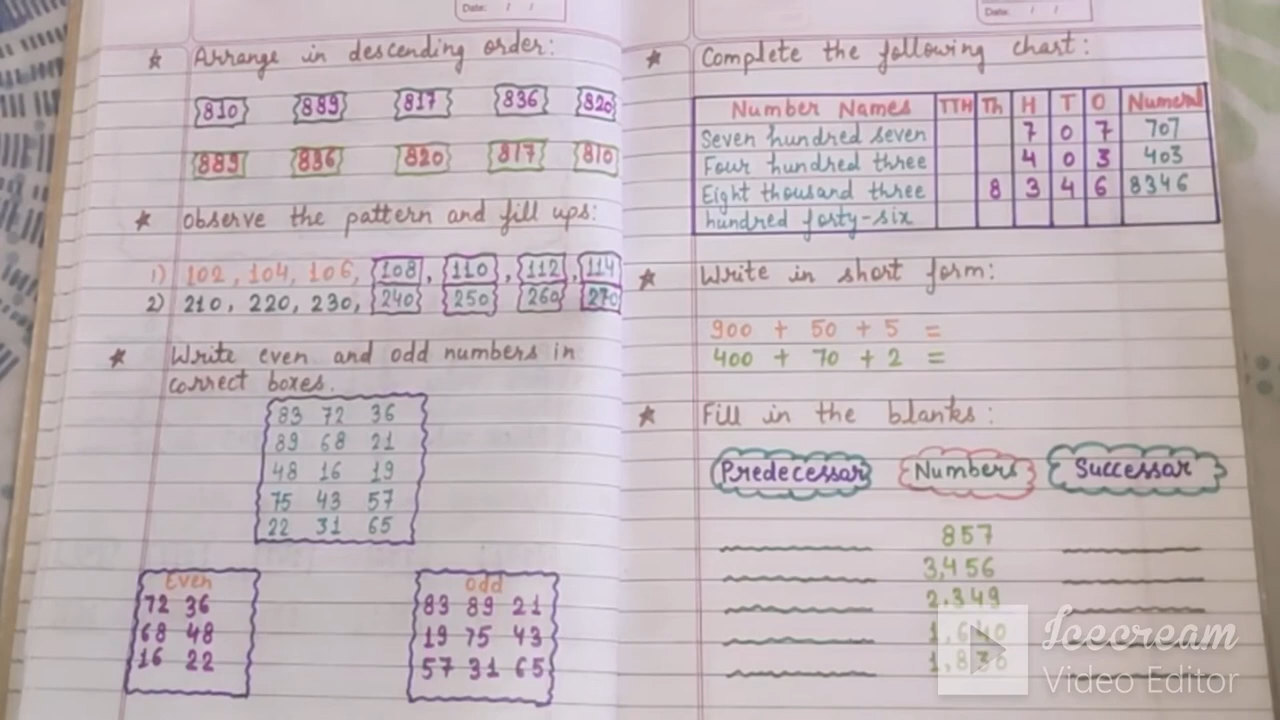 Date: / /
★ Arrange in descending order:
810 889 817 836 820
889 836 820 817 810
★ Observe the pattern and fill ups:
1) 102, 104, 106, 108, 110, 112, 114
2) 210, 220, 230, 240 250 260 270
★ Write even and odd numbers in
correct boxes.
83 72 36
89 68 21
48 16 19
75 43 57
22 31 65
Even
72 36
68 48
16 22
Odd
83 89 21
19 75 43
57 31 65
Date: / /
★ Complete the following chart:
Number Names TTH Th H T O Numeral
Seven hundred seven 7 0 7 707
Four hundred three 4 0 3 403
Eight thousand three 8 3 4 6 8346
hundred forty-six
★ Write in short form:
900 + 50 + 5 =
400 + 70 + 2 =
★ Fill in the blanks:
Predecessar Numbers Successar
857
3,456
2,349
1,640
1,836
Icecream
Video Editor